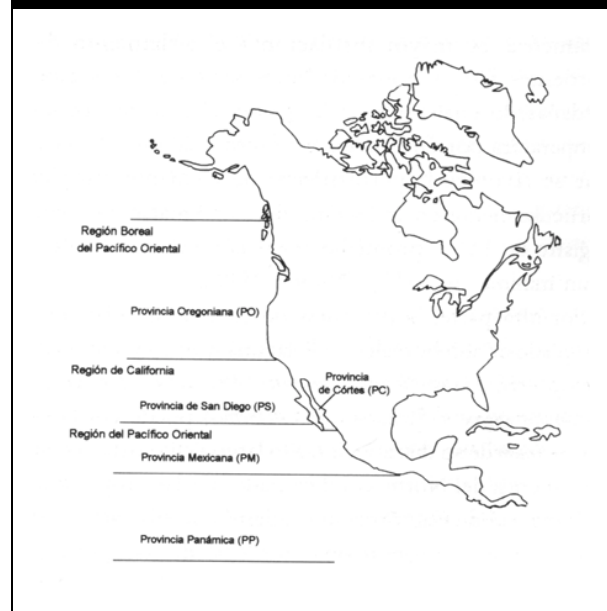 Región Boreal
del Pacífico Oriental
Provincia Oregoniana (PO)
Región de California
Provincia
de Córtes (PC)
Provincia de San Diego (PS)
Región del Pacífico Oriental
Provincia Mexicana (PM)
Provincia Panámica (PP)